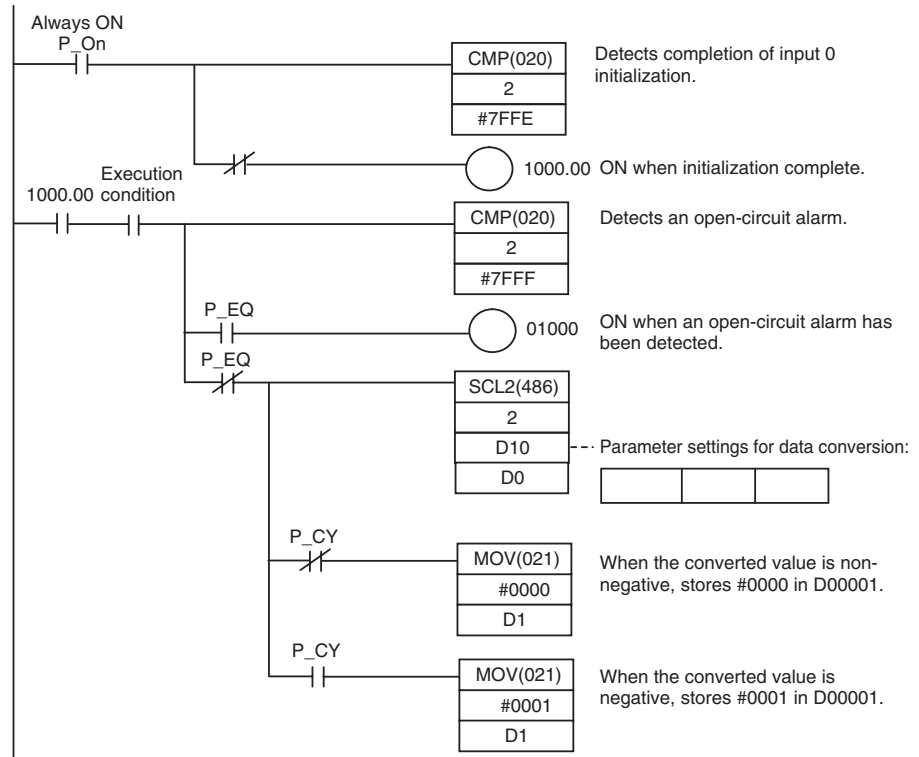 Always ON
P_On
CMP(020)
2
#7FFE
Detects completion of input 0
initialization.
1000.00
ON when initialization complete.
Execution
1000.00 condition
CMP(020)
2
#7FFF
Detects an open-circuit alarm.
P_EQ
01000
ON when an open-circuit alarm has
been detected.
P_EQ
SCL2(486)
2
D10
D0
Parameter settings for data conversion:
P_CY
MOV(021)
#0000
D1
When the converted value is non-
negative, stores #0000 in D00001.
P_CY
MOV(021)
#0001
D1
When the converted value is
negative, stores #0001 in D00001.